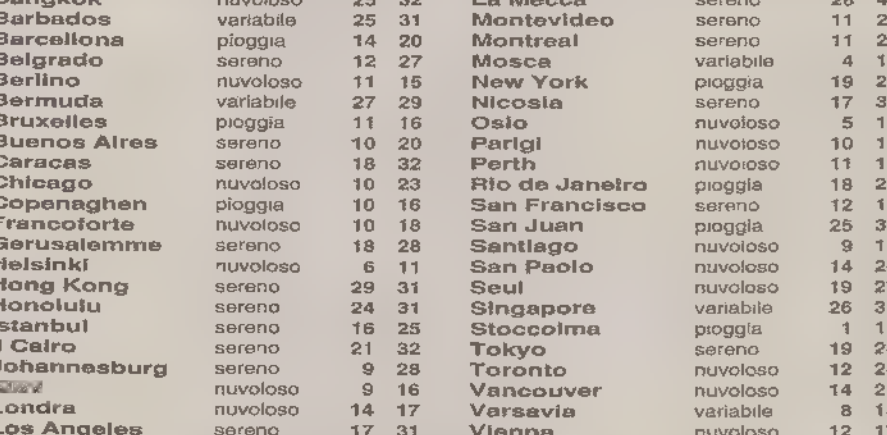 nuvoloso 25 32 La Mecca sereno 26
Barbados variabile 25 31 Montevideo sereno 11
Barcellona pioggia 14 20 Montreal sereno 11
Belgrado sereno 12 27 Mosca variabile 4
Berlino nuvoloso 11 15 New York pioggia 19
Bermuda variabile 27 29 Nicosia sereno 17
Bruxelles pioggia 11 16 Oslo nuvoloso 5
Buenos Aires sereno 10 20 Parigi nuvoloso 10
Caracas sereno 18 32 Perth nuvoloso 11
Chicago nuvoloso 10 23 Rio de Janeiro pioggia 18
Copenaghen pioggia 10 16 San Francisco sereno 12
Francoforte nuvoloso 10 18 San Juan pioggia 25
Gerusalemme sereno 18 28 Santiago nuvoloso 9
Helsinki nuvoloso 6 11 San Paolo nuvoloso 14
Hong Kong sereno 29 31 Seul nuvoloso 19
Honolulu sereno 24 31 Singapore variabile 26
Istanbul sereno 16 25 Stoccolma pioggia 1
Il Cairo sereno 21 32 Tokyo sereno 19
Johannesburg sereno 9 28 Toronto nuvoloso 12
nuvoloso 9 16 Vancouver nuvoloso 14
Londra nuvoloso 14 17 Varsavia variabile 8
Los Angeles sereno 17 31 Vienna nuvoloso 12